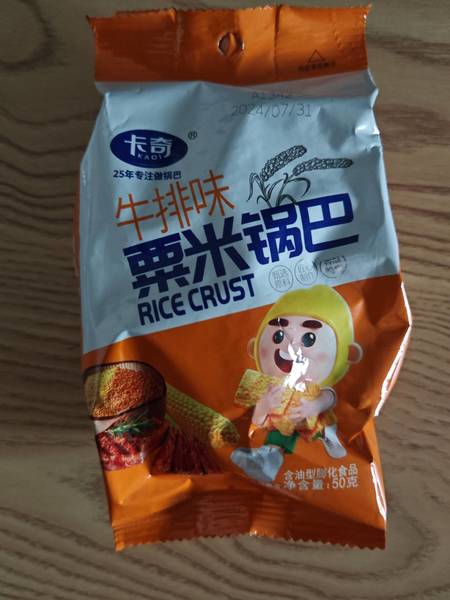 2024/07/31
卡奇®
KAQI
25年专注做锅巴
牛排味
粟米锅巴
RICE CRUST
含油型膨化食品
净含量:50克